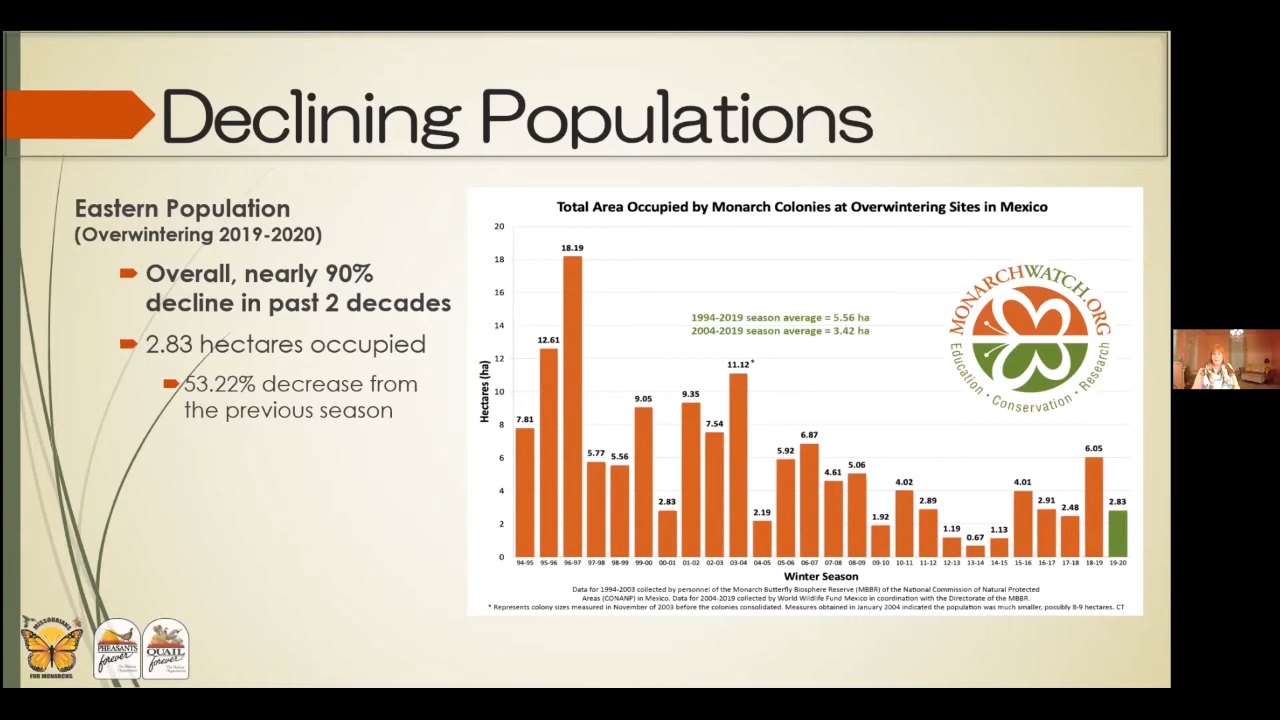 Declining Populations
Eastern Population
(Overwintering 2019-2020)
Overall, nearly 90%
decline in past 2 decades
2.83 hectares occupied
53.22% decrease from
the previous season
Total Area Occupied by Monarch Colonies at Overwintering Sites in Mexico
Hectares (ha)
20
18
16
14
12
10
8
6
4
2
0
7.81
12.61
18.19
5.77
5.56
9.05
2.83
9.35
7.54
11.12*
2.19
5.92
6.87
4.61
5.06
1.92
4.02
2.89
1.19
0.67
1.13
4.01
2.91
2.48
6.05
2.83
1994-2019 season average = 5.56 ha
2004-2019 season average = 3.42 ha
MONARCHWATCH.ORG
Education • Conservation • Research
94-95 95-96 96-97 97-98 98-99 99-00 00-01 01-02 02-03 03-04 04-05 05-06 06-07 07-08 08-09 09-10 10-11 11-12 12-13 13-14 14-15 15-16 16-17 17-18 18-19 19-20
Winter Season
Data for 1994-2003 collected by personnel of the Monarch Butterfly Biosphere Reserve (MBBR) of the National Commission of Natural Protected
Areas (CONANP) in Mexico. Data for 2004-2019 collected by World Wildlife Fund Mexico in coordination with the Directorate of the MBBR.
* Represents colony sizes measured in November of 2003 before the colonies consolidated. Measures obtained in January 2004 indicated the population was much smaller, possibly 8-9 hectares. CT
MISSOURIANS
FOR MONARCHS
PHEASANTS
forever
QUAIL
forever